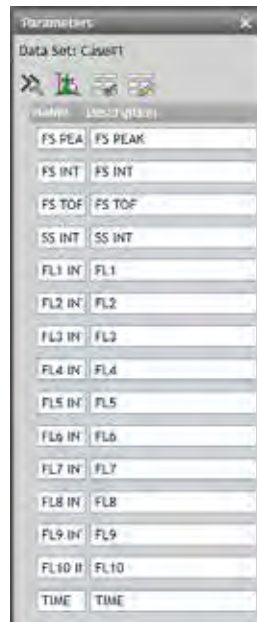 Parameters
Data Set: Case#1
Name Description
FS PEA FS PEAK
FS INT FS INT
FS TOF FS TOF
SS INT SS INT
FL1 IN FL1
FL2 IN FL2
FL3 IN FL3
FL4 IN FL4
FL5 IN FL5
FL6 IN FL6
FL7 IN FL7
FL8 IN FL8
FL9 IN FL9
FL10 II FL10
TIME TIME